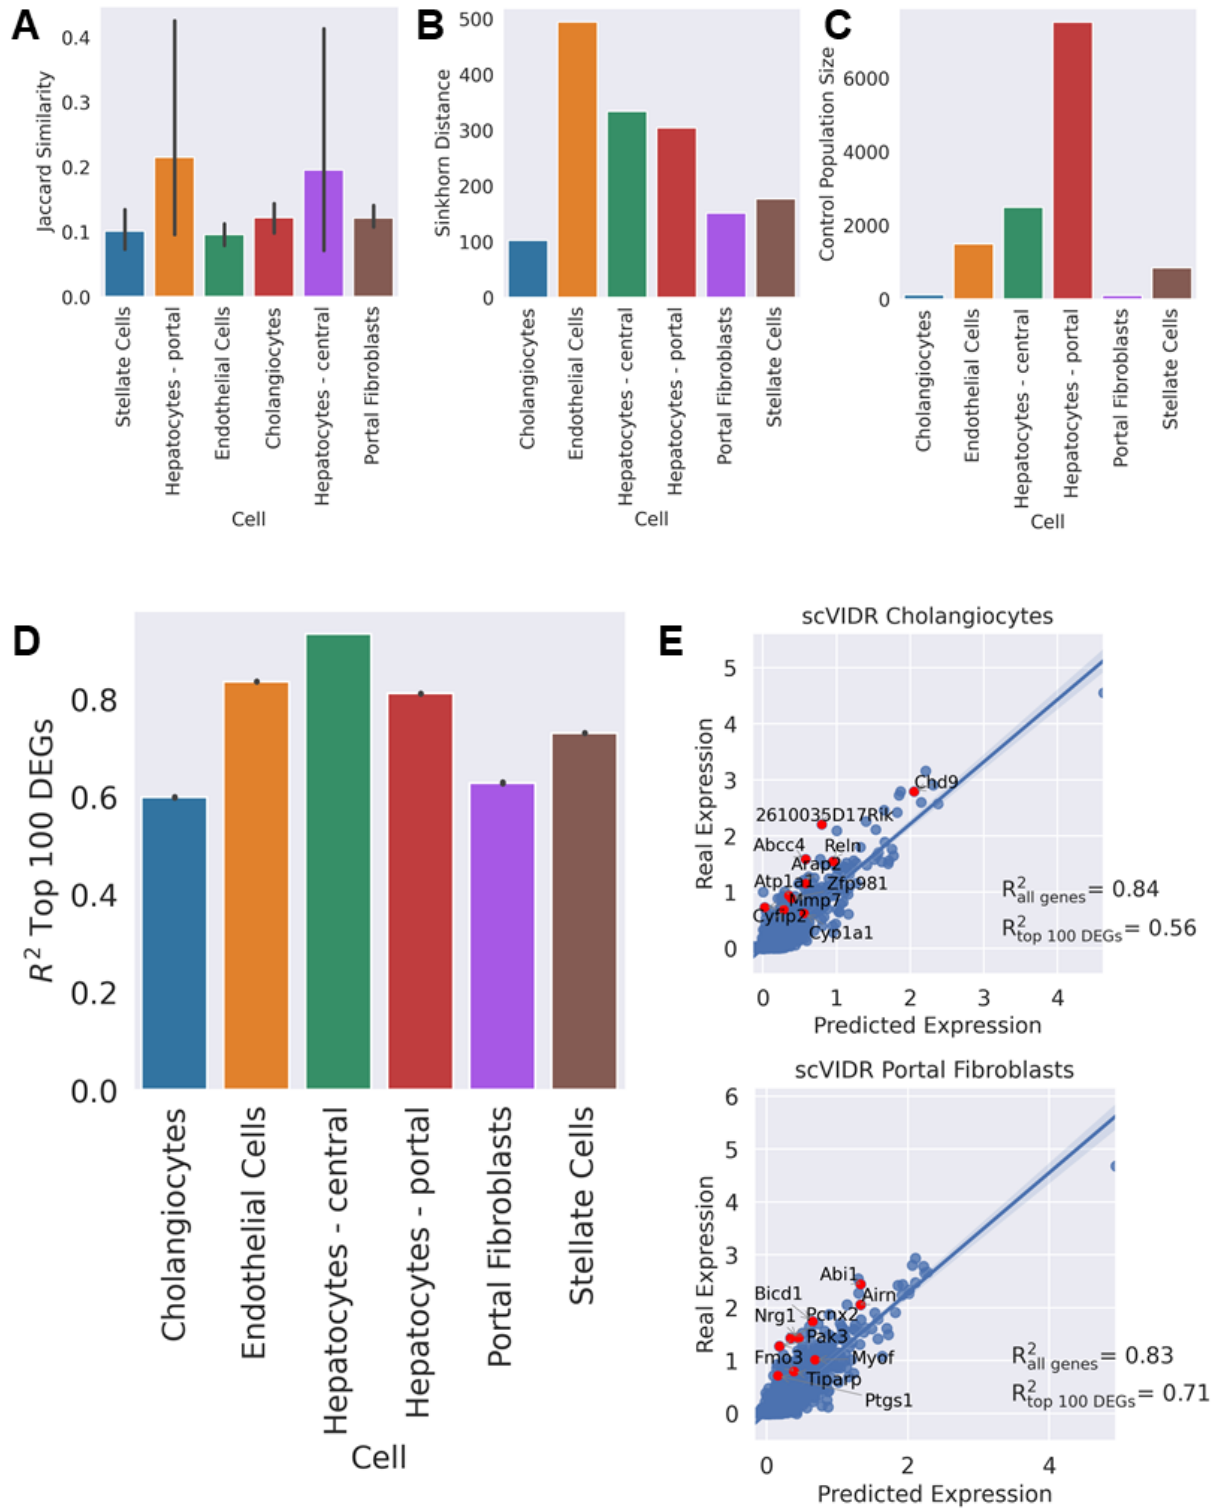 A
Jaccard Similarity
0.4
0.3
0.2
0.1
0.0
Stellate Cells
Hepatocytes - portal
Endothelial Cells
Cholangiocytes
Hepatocytes - central
Portal Fibroblasts
Cell
B
Sinkhorn Distance
500
400
300
200
100
0
Cholangiocytes
Endothelial Cells
Hepatocytes - central
Hepatocytes - portal
Portal Fibroblasts
Stellate Cells
Cell
C
Control Population Size
6000
4000
2000
0
Cholangiocytes
Endothelial Cells
Hepatocytes - central
Hepatocytes - portal
Portal Fibroblasts
Stellate Cells
Cell
D
R² Top 100 DEGs
0.8
0.6
0.4
0.2
0.0
Cholangiocytes
Endothelial Cells
Hepatocytes - central
Hepatocytes - portal
Portal Fibroblasts
Stellate Cells
Cell
E
scVIDR Cholangiocytes
Real Expression
5
4
3
2
1
0
Chd9
2610035D17Rik
Abcc4
Reln
Arap2
Atp1a1
Zfp981
Mmp7
Cyfip2
Cyp1a1
R² all genes = 0.84
R² top 100 DEGs = 0.56
0 1 2 3 4
Predicted Expression
scVIDR Portal Fibroblasts
Real Expression
6
5
4
3
2
1
0
Abi1
Bicd1
Airn
Nrg1
Pcnx2
Pak3
Fmo3
Myof
Tiparp
Ptgs1
R² all genes = 0.83
R² top 100 DEGs = 0.71
0 2 4
Predicted Expression